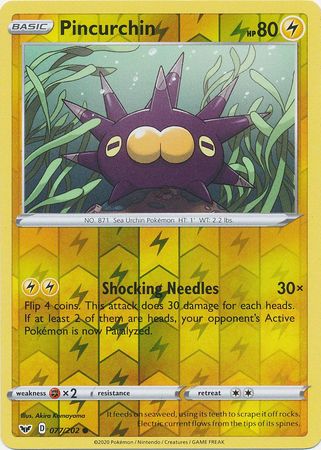 BASIC Pincurchin HP80
NO. 871 Sea Urchin Pokémon HT: 1' WT: 2.2 lbs.
Shocking Needles 30×
Flip 4 coins. This attack does 30 damage for each heads.
If at least 2 of them are heads, your opponent's Active
Pokémon is now Paralyzed.
weakness ×2 resistance retreat
Illus. Akira Komayama
D 077/202
It feeds on seaweed, using its teeth to scrape it off rocks.
Electric current flows from the tips of its spines.
©2020 Pokémon / Nintendo / Creatures / GAME FREAK